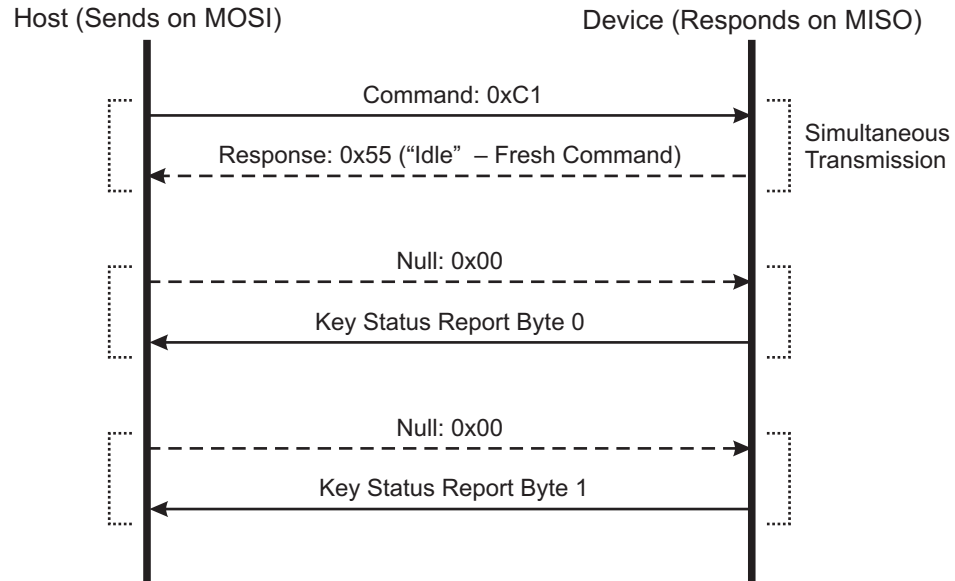 Host (Sends on MOSI)
Device (Responds on MISO)
Command: 0xC1
Response: 0x55 (“Idle” – Fresh Command)
Simultaneous
Transmission
Null: 0x00
Key Status Report Byte 0
Null: 0x00
Key Status Report Byte 1